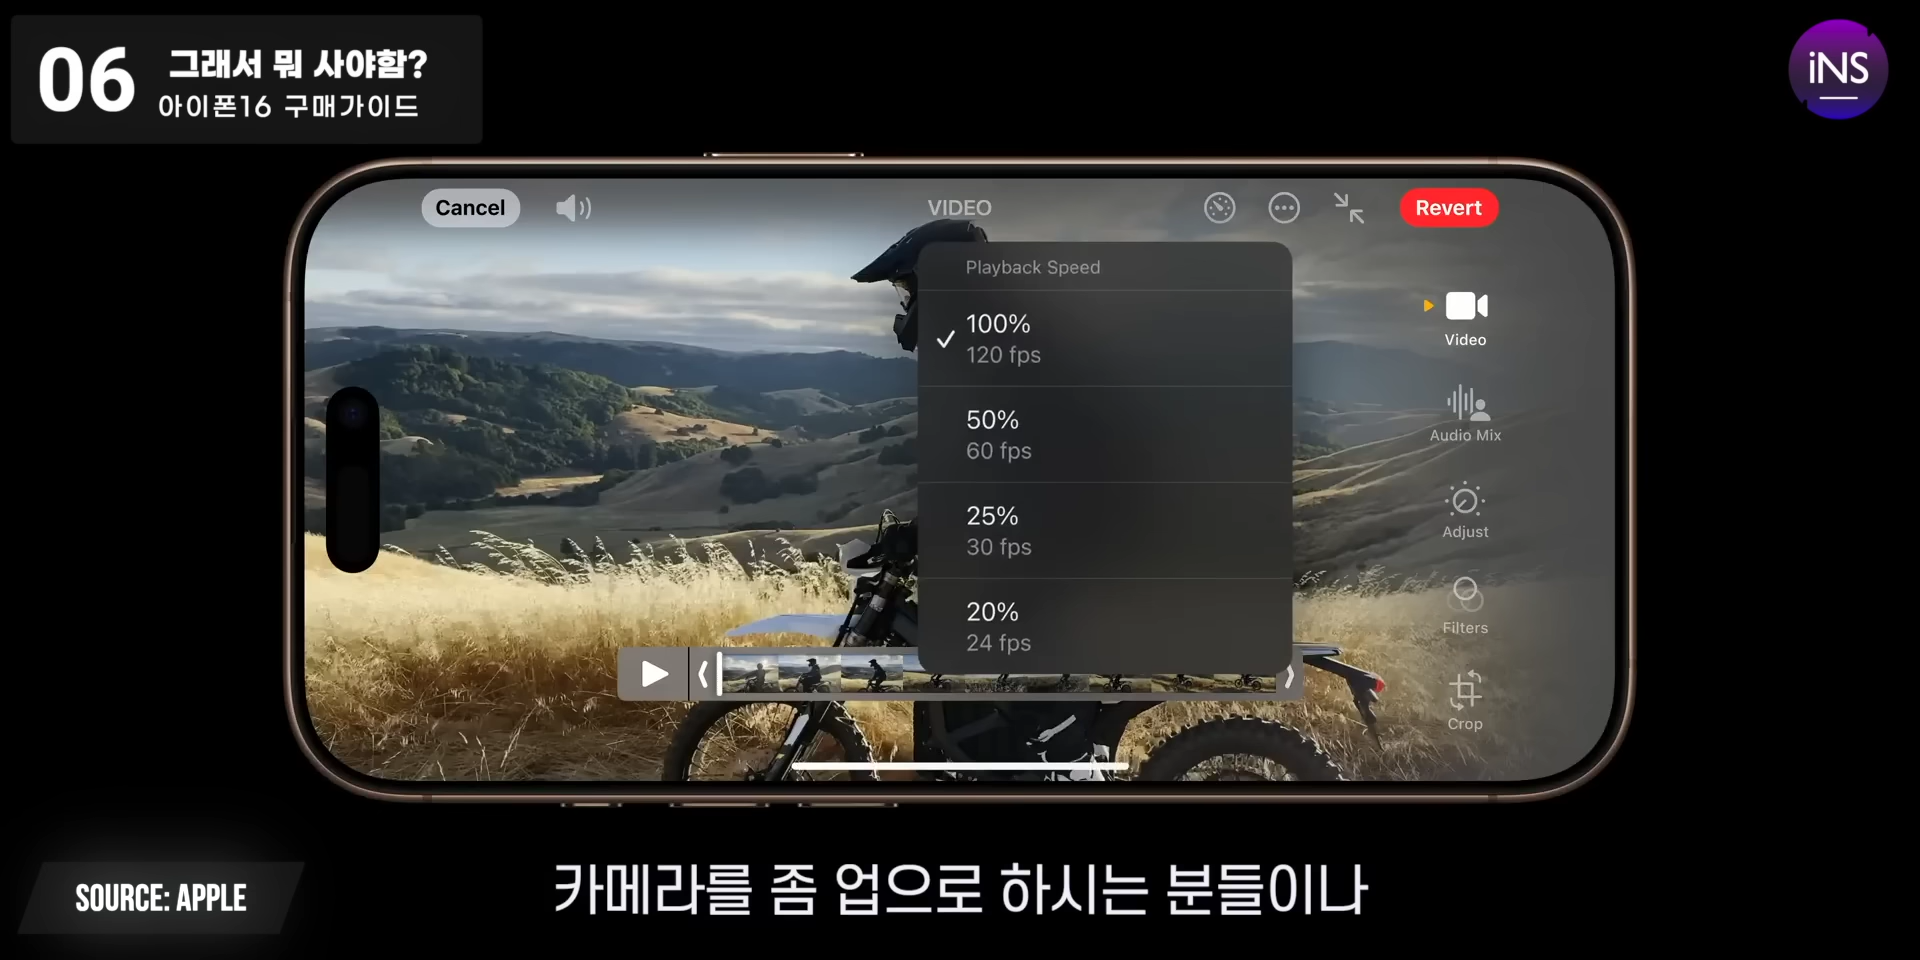 06
그래서 뭐 사야함?
아이폰16 구매가이드
iNS
Cancel
VIDEO
Revert
Playback Speed
100%
120 fps
50%
60 fps
25%
30 fps
20%
24 fps
Video
Audio Mix
Adjust
Filters
Crop
SOURCE: APPLE
카메라를 좀 업으로 하시는 분들이나